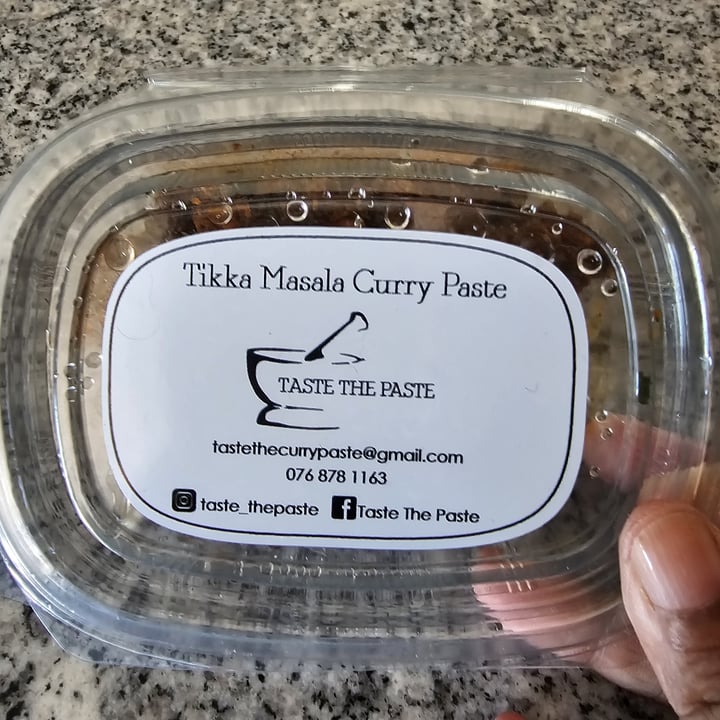 Tikka Masala Curry Paste
TASTE THE PASTE
tastethecurrypaste@gmail.com
076 878 1163
taste_thepaste Taste The Paste